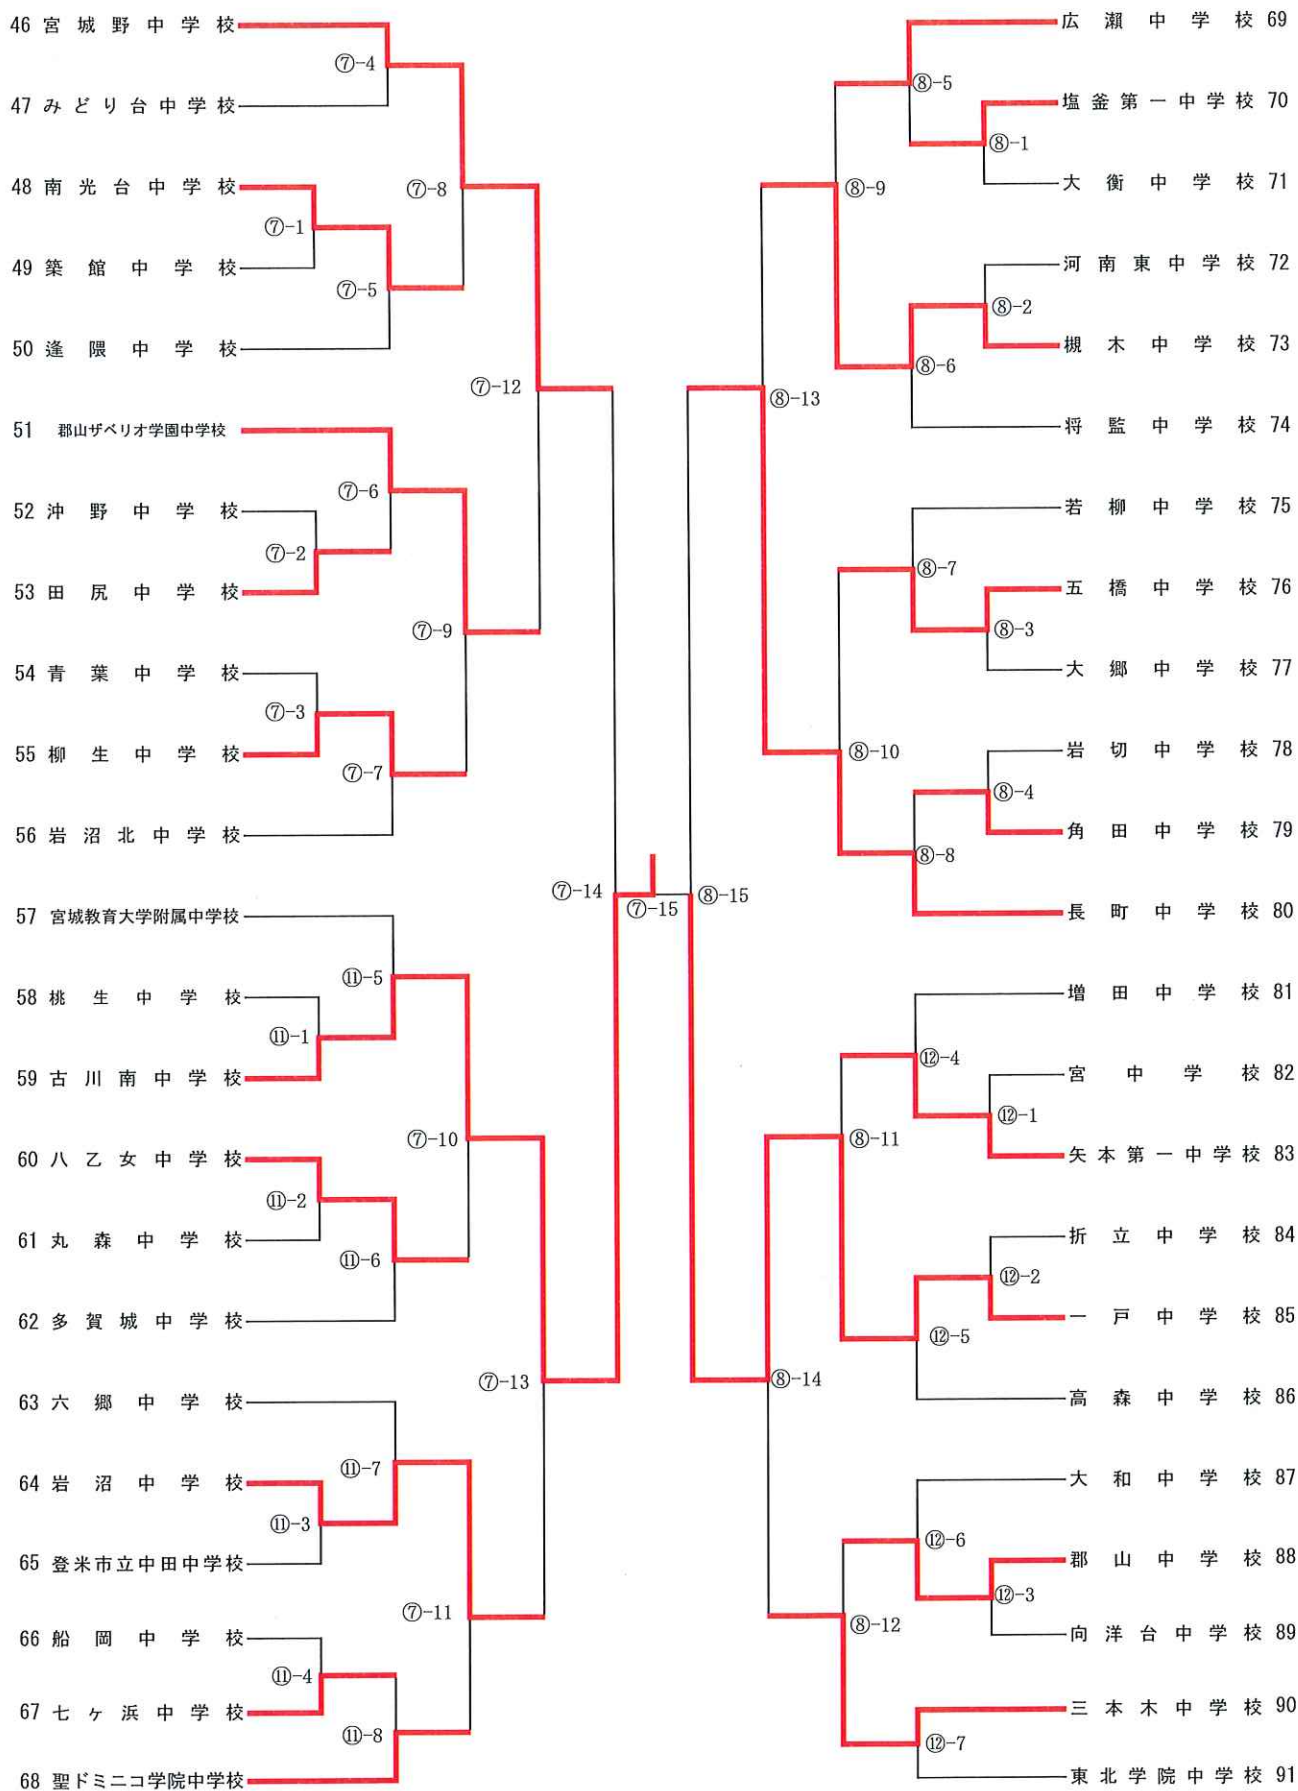 46 宮城野中学校
⑦-4
47 みどり台中学校
⑦-8
48 南光台中学校
⑦-1
49 築館中学校
⑦-5
50 逢隈中学校
⑦-12
51 郡山ザベリオ学園中学校
⑦-6
52 沖野中学校
⑦-2
53 田尻中学校
⑦-9
54 青葉中学校
⑦-3
55 柳生中学校
⑦-7
56 岩沼北中学校
⑦-14
57 宮城教育大学附属中学校
⑪-5
58 桃生中学校
⑪-1
59 古川南中学校
⑦-10
60 八乙女中学校
⑪-2
61 丸森中学校
⑪-6
62 多賀城中学校
⑦-13
63 六郷中学校
⑪-7
64 岩沼中学校
⑪-3
65 登米市立中田中学校
⑦-11
66 船岡中学校
⑪-4
67 七ヶ浜中学校
⑪-8
68 聖ドミニコ学院中学校
⑦-15
広瀬中学校 69
⑧-5
塩釜第一中学校 70
⑧-1
大衡中学校 71
⑧-9
河南東中学校 72
⑧-2
槻木中学校 73
⑧-6
⑧-13
将監中学校 74
若柳中学校 75
⑧-7
五橋中学校 76
⑧-3
大郷中学校 77
⑧-10
岩切中学校 78
⑧-4
角田中学校 79
⑧-8
⑧-15
長町中学校 80
増田中学校 81
⑫-4
宮中学校 82
⑫-1
⑧-11
矢本第一中学校 83
折立中学校 84
⑫-2
一戸中学校 85
⑫-5
⑧-14
高森中学校 86
大和中学校 87
⑫-6
郡山中学校 88
⑫-3
⑧-12
向洋台中学校 89
三本木中学校 90
⑫-7
東北学院中学校 91